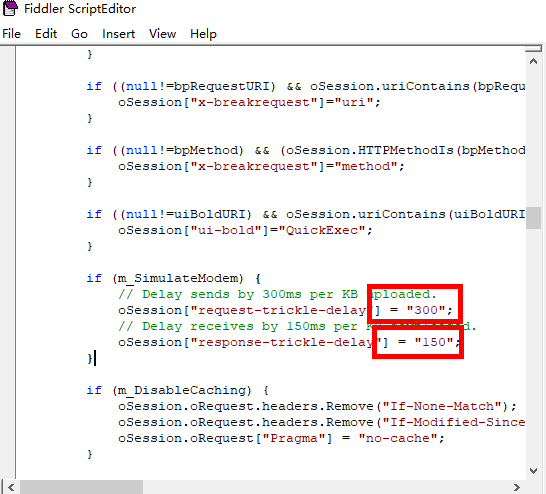 Fiddler ScriptEditor
File Edit Go Insert View Help
}
if ((null!=bpRequestURI) && oSession.uriContains(bpRequ
oSession["x-breakrequest"]="uri";
}
if ((null!=bpMethod) && (oSession.HTTPMethodIs(bpMethod
oSession["x-breakrequest"]="method";
}
if ((null!=uiBoldURI) && oSession.uriContains(uiBoldURI
oSession["ui-bold"]="QuickExec";
}
if (m_SimulateModem) {
// Delay sends by 300ms per KB uploaded.
oSession["request-trickle-delay"] = "300";
// Delay receives by 150ms per
oSession["response-trickle-delay"] = "150";
}
if (m_DisableCaching) {
oSession.oRequest.headers.Remove("If-None-Match");
oSession.oRequest.headers.Remove("If-Modified-Since
oSession.oRequest["Pragma"] = "no-cache";
}